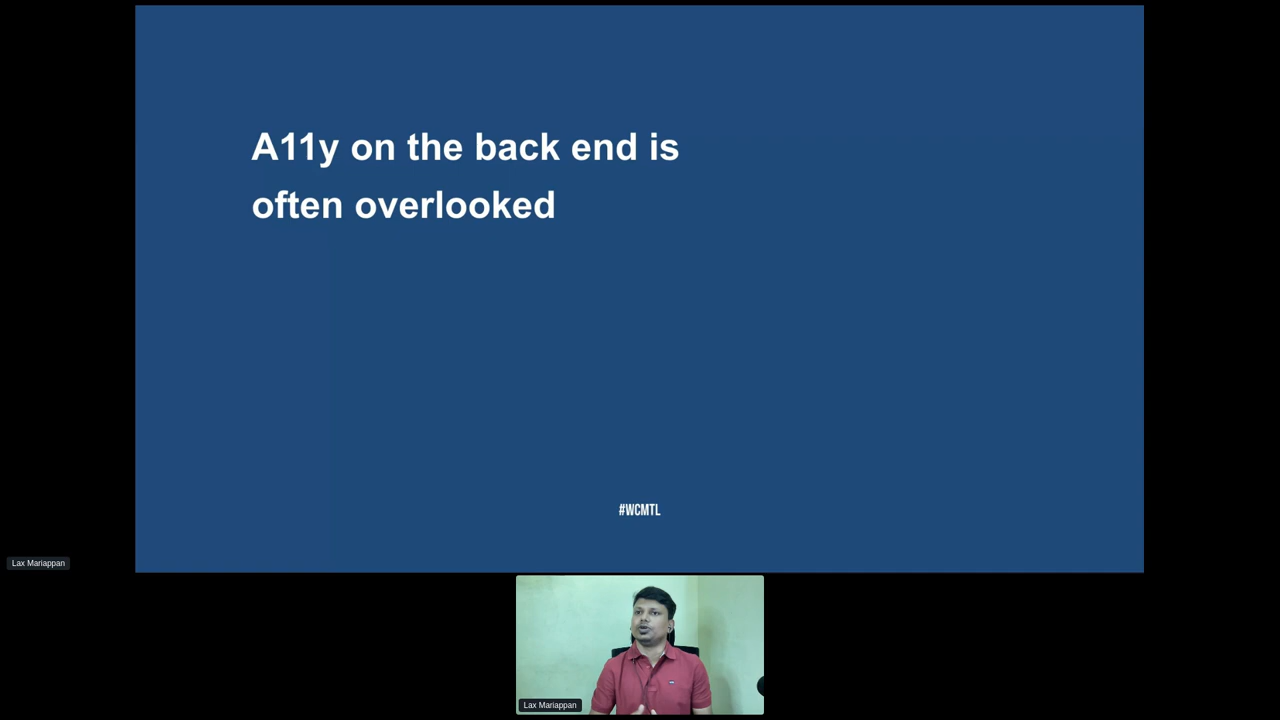 A11y on the back end is
often overlooked
#WCMTL
Lax Mariappan
Lax Mariappan